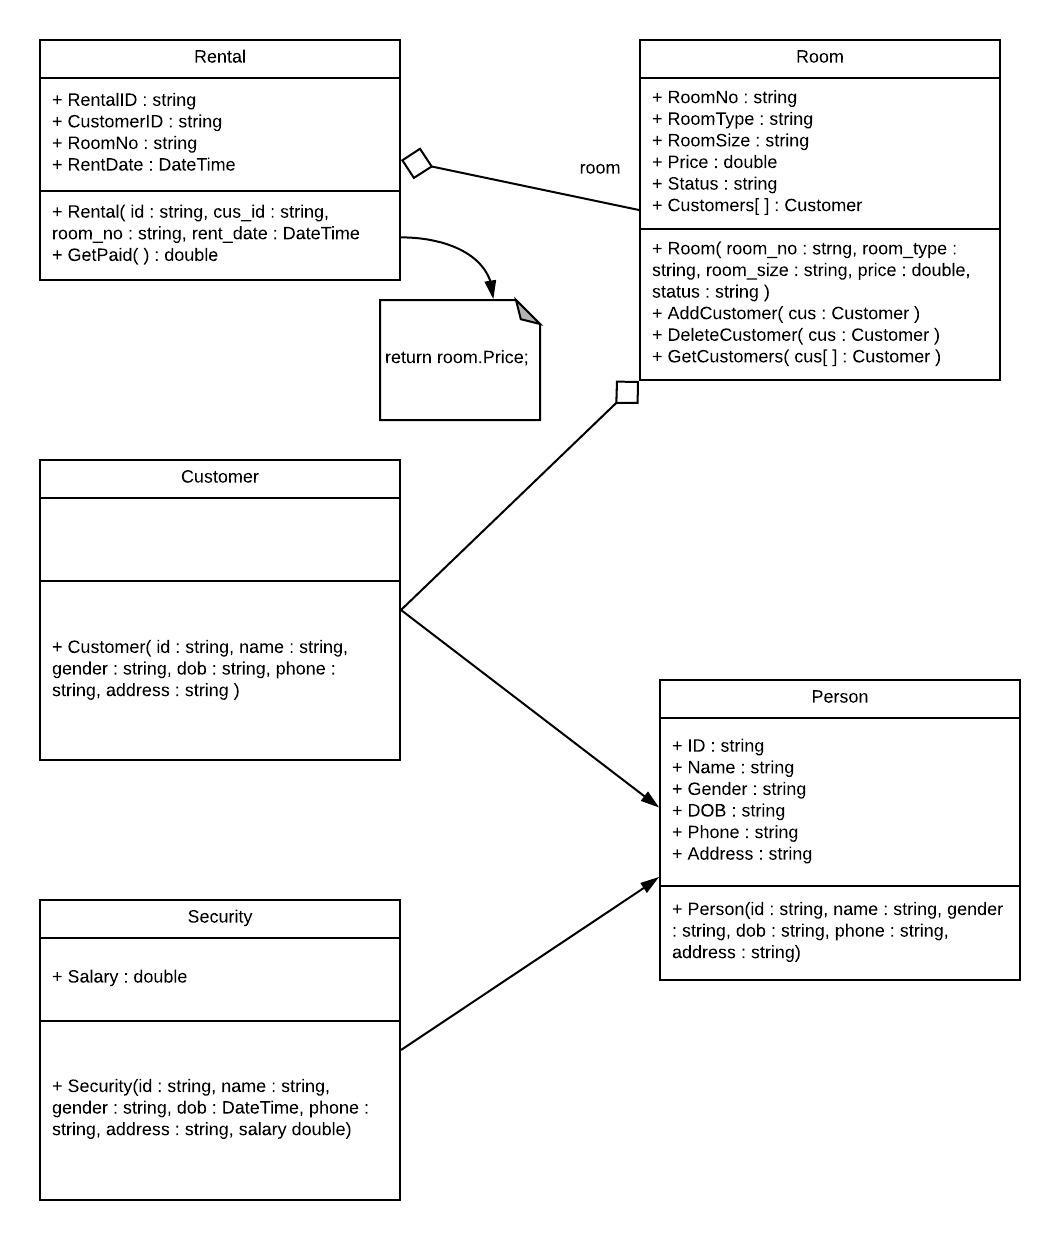 Rental
+ RentalID : string
+ CustomerID : string
+ RoomNo : string
+ RentDate : DateTime
+ Rental( id : string, cus_id : string,
room_no : string, rent_date : DateTime
+ GetPaid( ) : double
room
Room
+ RoomNo : string
+ RoomType : string
+ RoomSize : string
+ Price : double
+ Status : string
+ Customers[ ] : Customer
+ Room( room_no : strng, room_type :
string, room_size : string, price : double,
status : string )
+ AddCustomer( cus : Customer )
+ DeleteCustomer( cus : Customer )
+ GetCustomers( cus[ ] : Customer )
return room.Price;
Customer
+ Customer( id : string, name : string,
gender : string, dob : string, phone :
string, address : string )
Person
+ ID : string
+ Name : string
+ Gender : string
+ DOB : string
+ Phone : string
+ Address : string
+ Person(id : string, name : string, gender
: string, dob : string, phone : string,
address : string)
Security
+ Salary : double
+ Security(id : string, name : string,
gender : string, dob : DateTime, phone :
string, address : string, salary double)